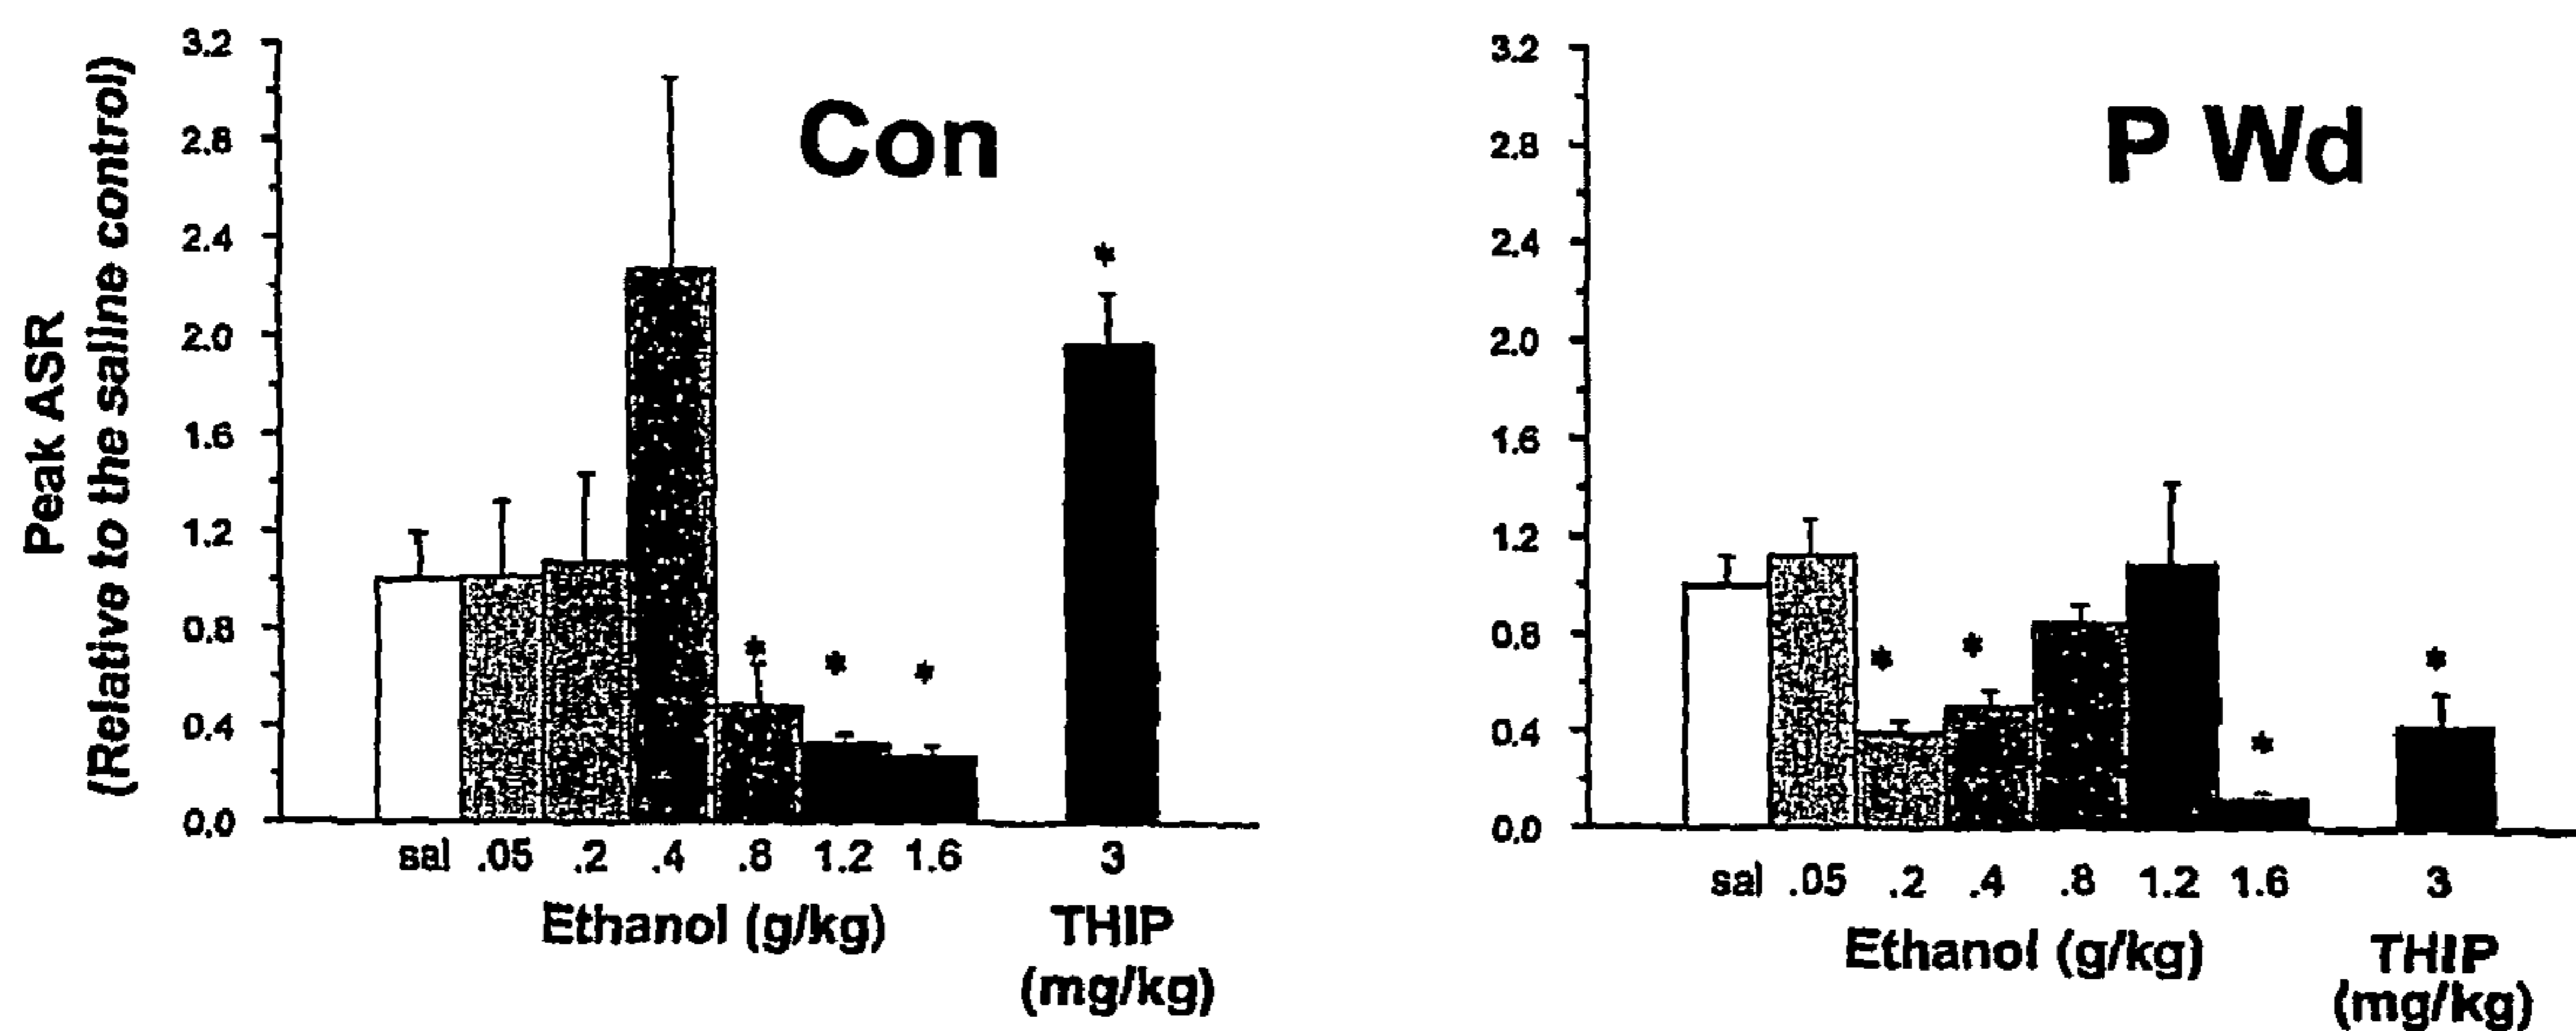 Peak ASR
(Relative to the saline control)
3.2
2.8
2.4
2.0
1.6
1.2
0.8
0.4
0.0
Con
*
* * *
sal .05 .2 .4 .8 1.2 1.6 3
Ethanol (g/kg) THIP
(mg/kg)
3.2
2.8
2.4
2.0
1.6
1.2
0.8
0.4
0.0
P Wd
* * * *
sal .05 .2 .4 .8 1.2 1.6 3
Ethanol (g/kg) THIP
(mg/kg)